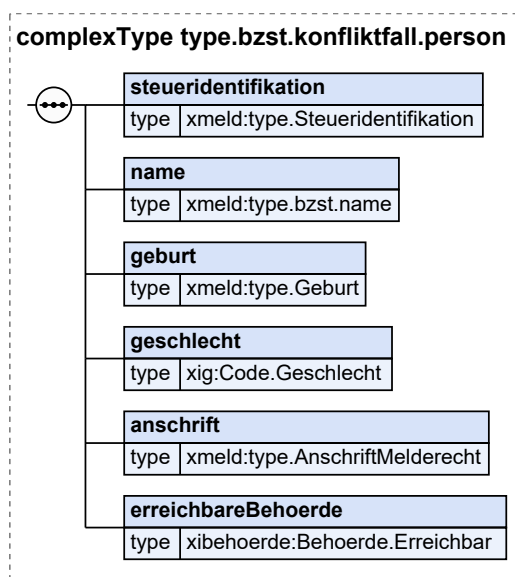 complexType type.bzst.konfliktfall.person
steueridentifikation
type xmeld:type.Steueridentifikation
name
type xmeld:type.bzst.name
geburt
type xmeld:type.Geburt
geschlecht
type xig:Code.Geschlecht
anschrift
type xmeld:type.AnschriftMelderecht
erreichbareBehoerde
type xibehoerde:Behoerde.Erreichbar